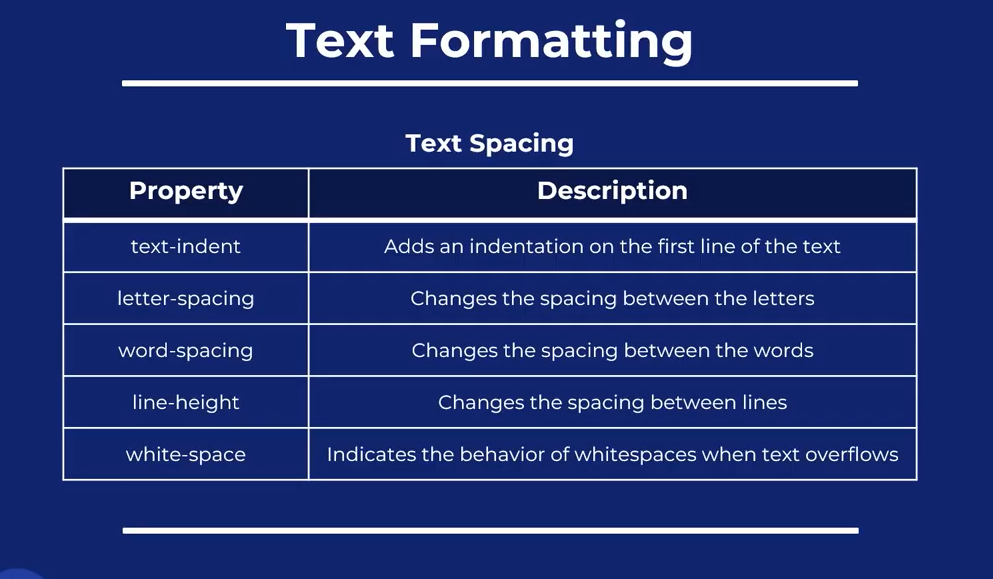 Text Formatting
Text Spacing
Property Description
text-indent Adds an indentation on the first line of the text
letter-spacing Changes the spacing between the letters
word-spacing Changes the spacing between the words
line-height Changes the spacing between lines
white-space Indicates the behavior of whitespaces when text overflows